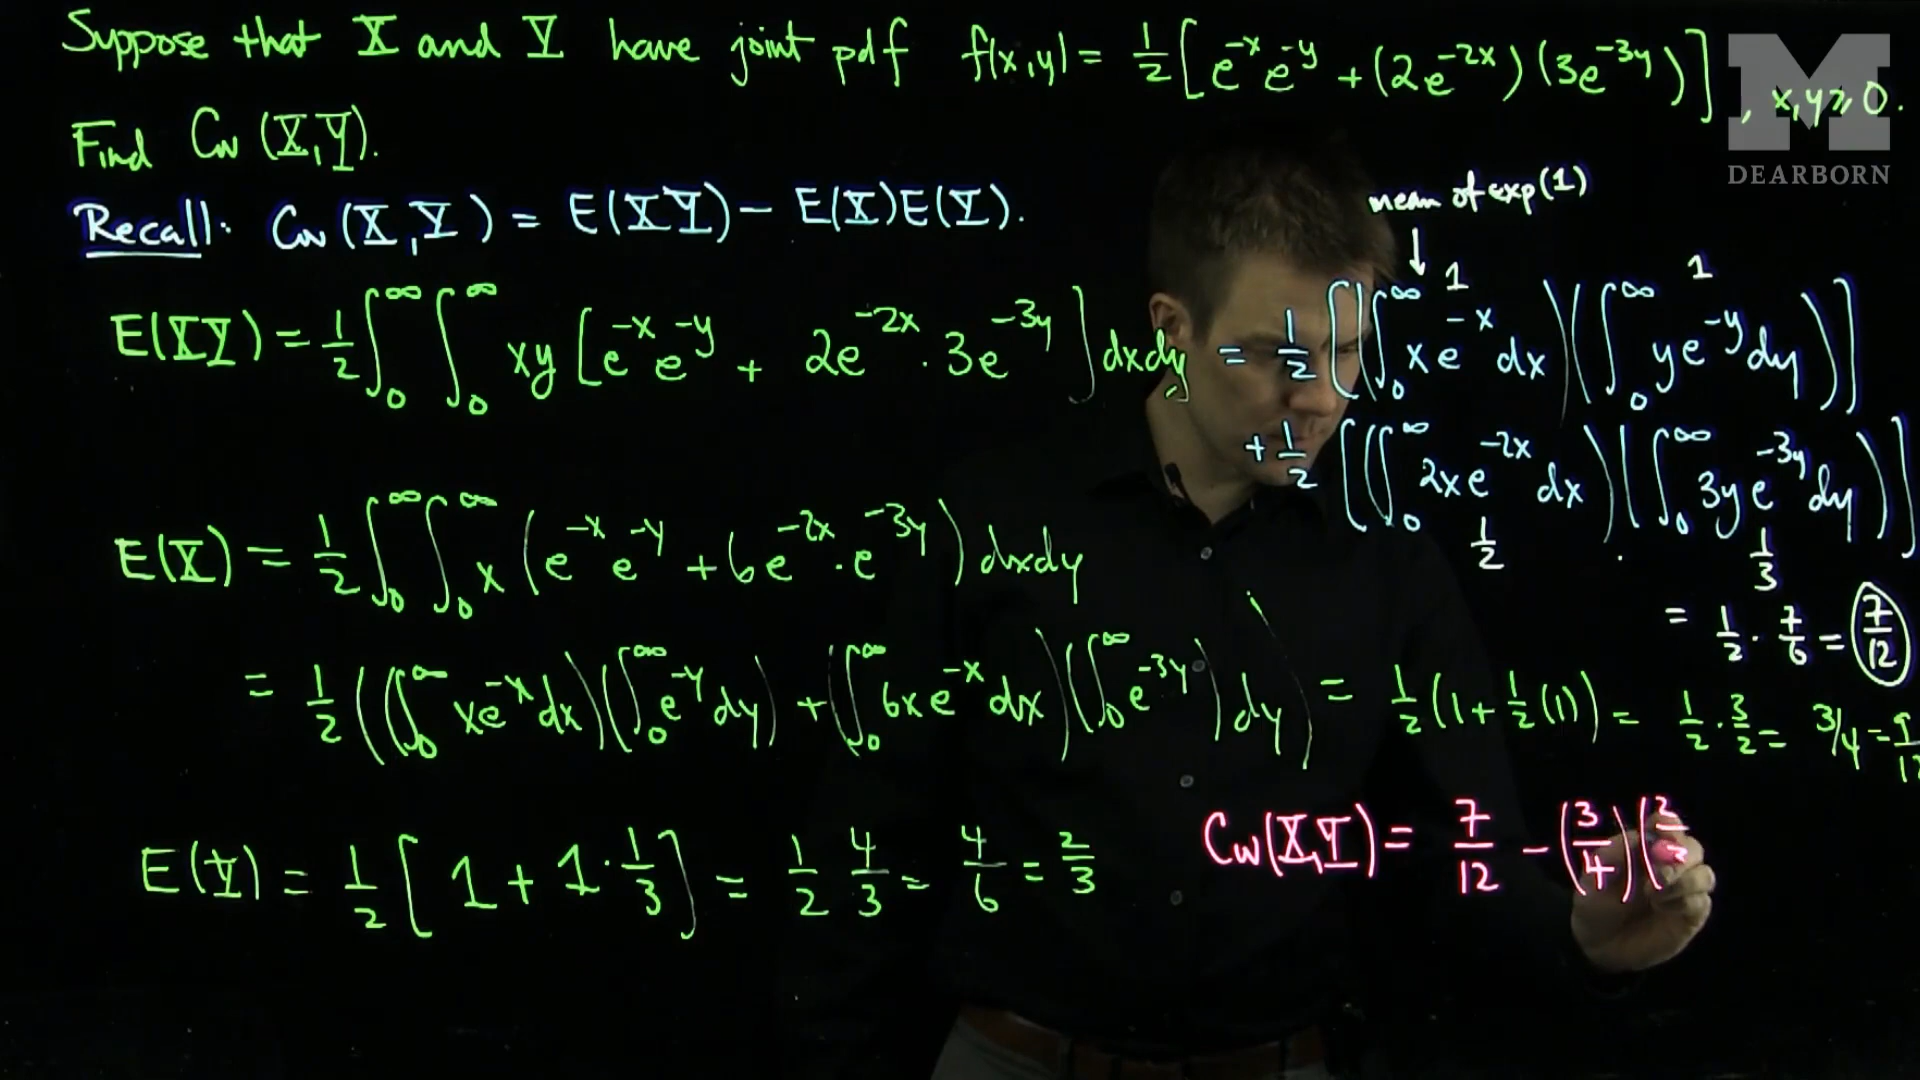 Suppose that X and Y have joint pdf f(x,y) = 1/2 [e^-x e^-y + (2e^-2x)(3e^-3y)], x,y ≥ 0.
Find Cov (X,Y).
Recall: Cov (X,Y) = E(XY) - E(X)E(Y).
mean of exp(1)
↓ 1 1
E(XY) = 1/2 ∫_0^∞ ∫_0^∞ xy [e^-x e^-y + 2e^-2x · 3e^-3y] dxdy = 1/2 [(∫_0^∞ xe^-x dx)(∫_0^∞ ye^-y dy)]
+ 1/2 [(∫_0^∞ 2xe^-2x dx)(∫_0^∞ 3ye^-3y dy)]
1/2 · 1/3
E(X) = 1/2 ∫_0^∞ ∫_0^∞ x (e^-x e^-y + 6e^-2x · e^-3y) dxdy
= 1/2 · 7/6 = 7/12
= 1/2 ((∫_0^∞ xe^-x dx)(∫_0^∞ e^-y dy) + (∫_0^∞ 6xe^-x dx)(∫_0^∞ e^-3y) dy) = 1/2 (1 + 1/2 (1)) = 1/2 · 3/2 = 3/4 = 9/12
E(Y) = 1/2 [1 + 1 · 1/3] = 1/2 4/3 = 4/6 = 2/3
Cov(X,Y) = 7/12 - (3/4)(
M
DEARBORN